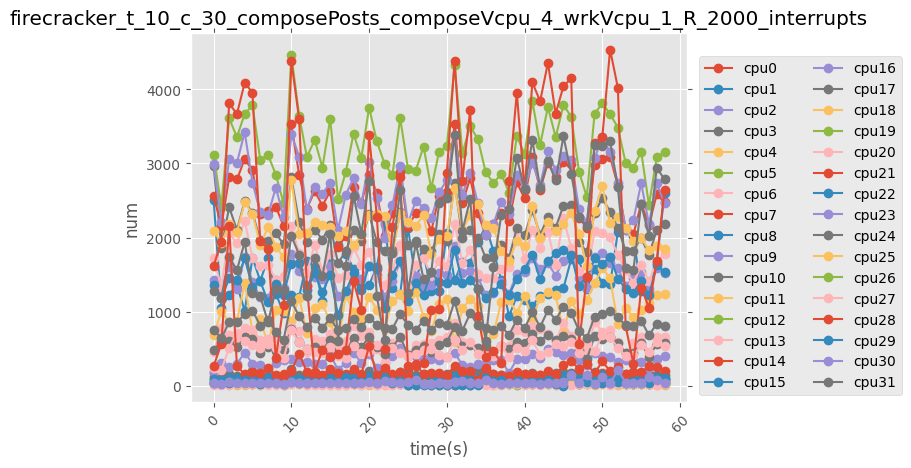 firecracker_t_10_c_30_composePosts_composeVcpu_4_wrkVcpu_1_R_2000_interrupts
num
4000
3000
2000
1000
0
0
10
20
30
40
50
60
time(s)
cpu0
cpu1
cpu2
cpu3
cpu4
cpu5
cpu6
cpu7
cpu8
cpu9
cpu10
cpu11
cpu12
cpu13
cpu14
cpu15
cpu16
cpu17
cpu18
cpu19
cpu20
cpu21
cpu22
cpu23
cpu24
cpu25
cpu26
cpu27
cpu28
cpu29
cpu30
cpu31